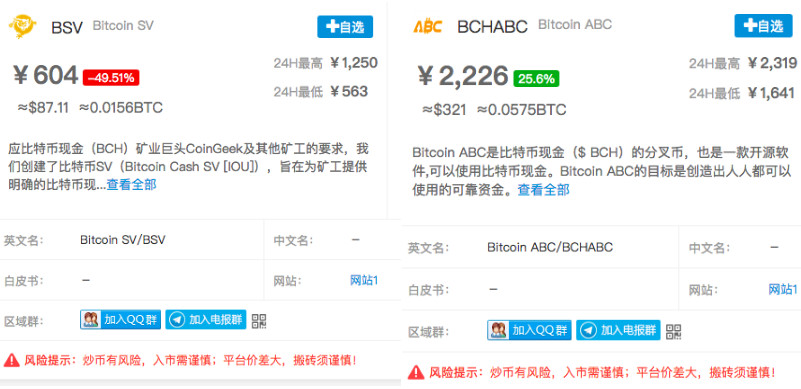 BSV Bitcoin SV +自选
¥604 -49.51% 24H最高 ¥1,250
≈$87.11 ≈0.0156BTC 24H最低 ¥563
应比特币现金（BCH）矿业巨头CoinGeek及其他矿工的要求，我
们创建了比特币SV（Bitcoin Cash SV [IOU]），旨在为矿工提供
明确的比特币现...查看全部
英文名： Bitcoin SV/BSV 中文名： –
白皮书： – 网站： 网站1
区域群： 加入QQ群 加入电报群
风险提示：炒币有风险，入市需谨慎；平台价差大，搬砖须谨慎！
ABC BCHABC Bitcoin ABC +自选
¥2,226 25.6% 24H最高 ¥2,319
≈$321 ≈0.0575BTC 24H最低 ¥1,641
Bitcoin ABC是比特币现金（$ BCH）的分叉币，也是一款开源软
件,可以使用比特币现金。Bitcoin ABC的目标是创造出人人都可以
使用的可靠资金。查看全部
英文名： Bitcoin ABC/BCHABC 中文名： –
白皮书： – 网站： 网站1
区域群： 加入QQ群 加入电报群
风险提示：炒币有风险，入市需谨慎；平台价差大，搬砖须谨慎！